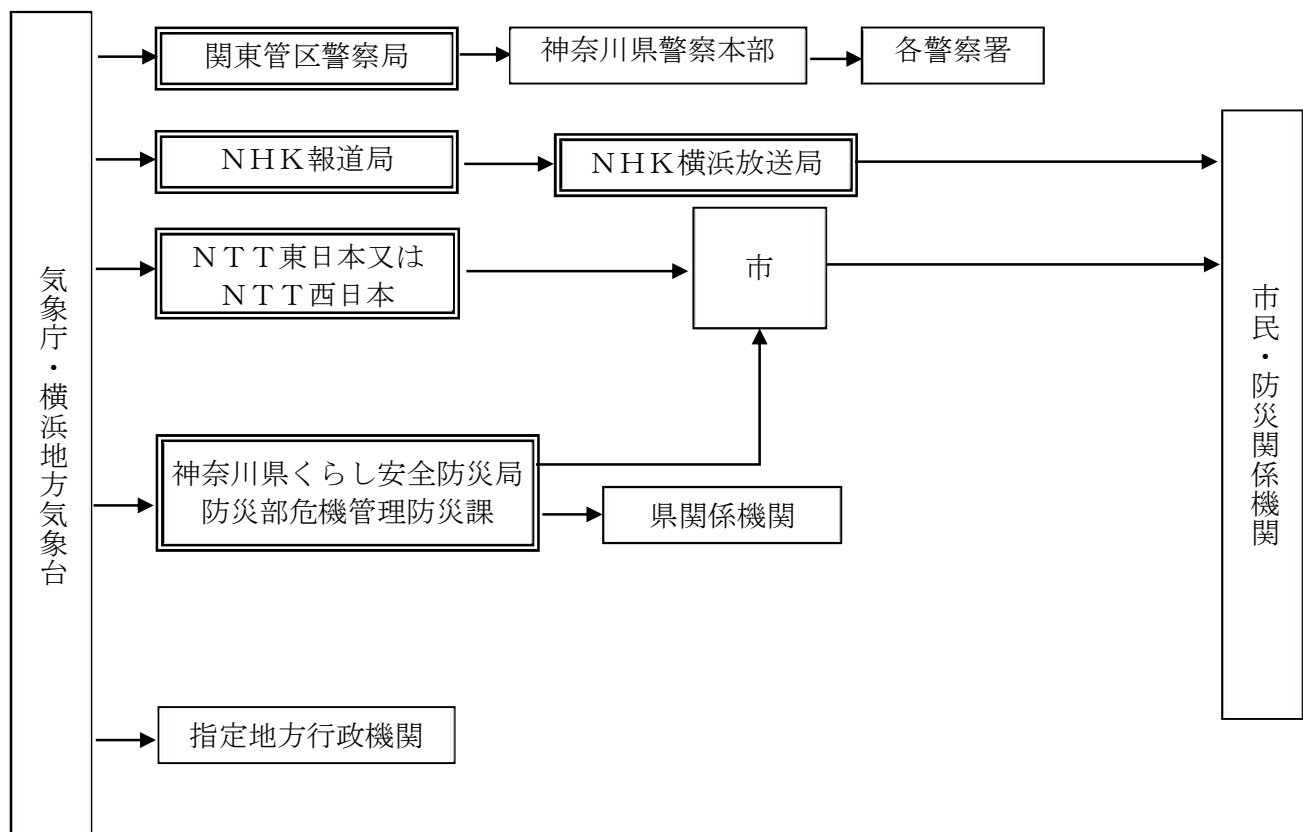 気象庁・横浜地方気象台
関東管区警察局
神奈川県警察本部
各警察署
ＮＨＫ報道局
ＮＨＫ横浜放送局
ＮＴＴ東日本又は
ＮＴＴ西日本
市
神奈川県くらし安全防災局
防災部危機管理防災課
県関係機関
指定地方行政機関
市民・防災関係機関